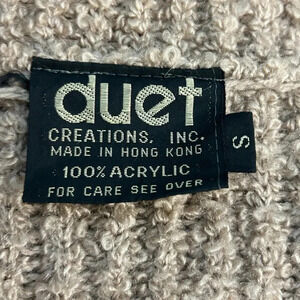 duet
CREATIONS, INC.
MADE IN HONG KONG
100% ACRYLIC
FOR CARE SEE OVER
S